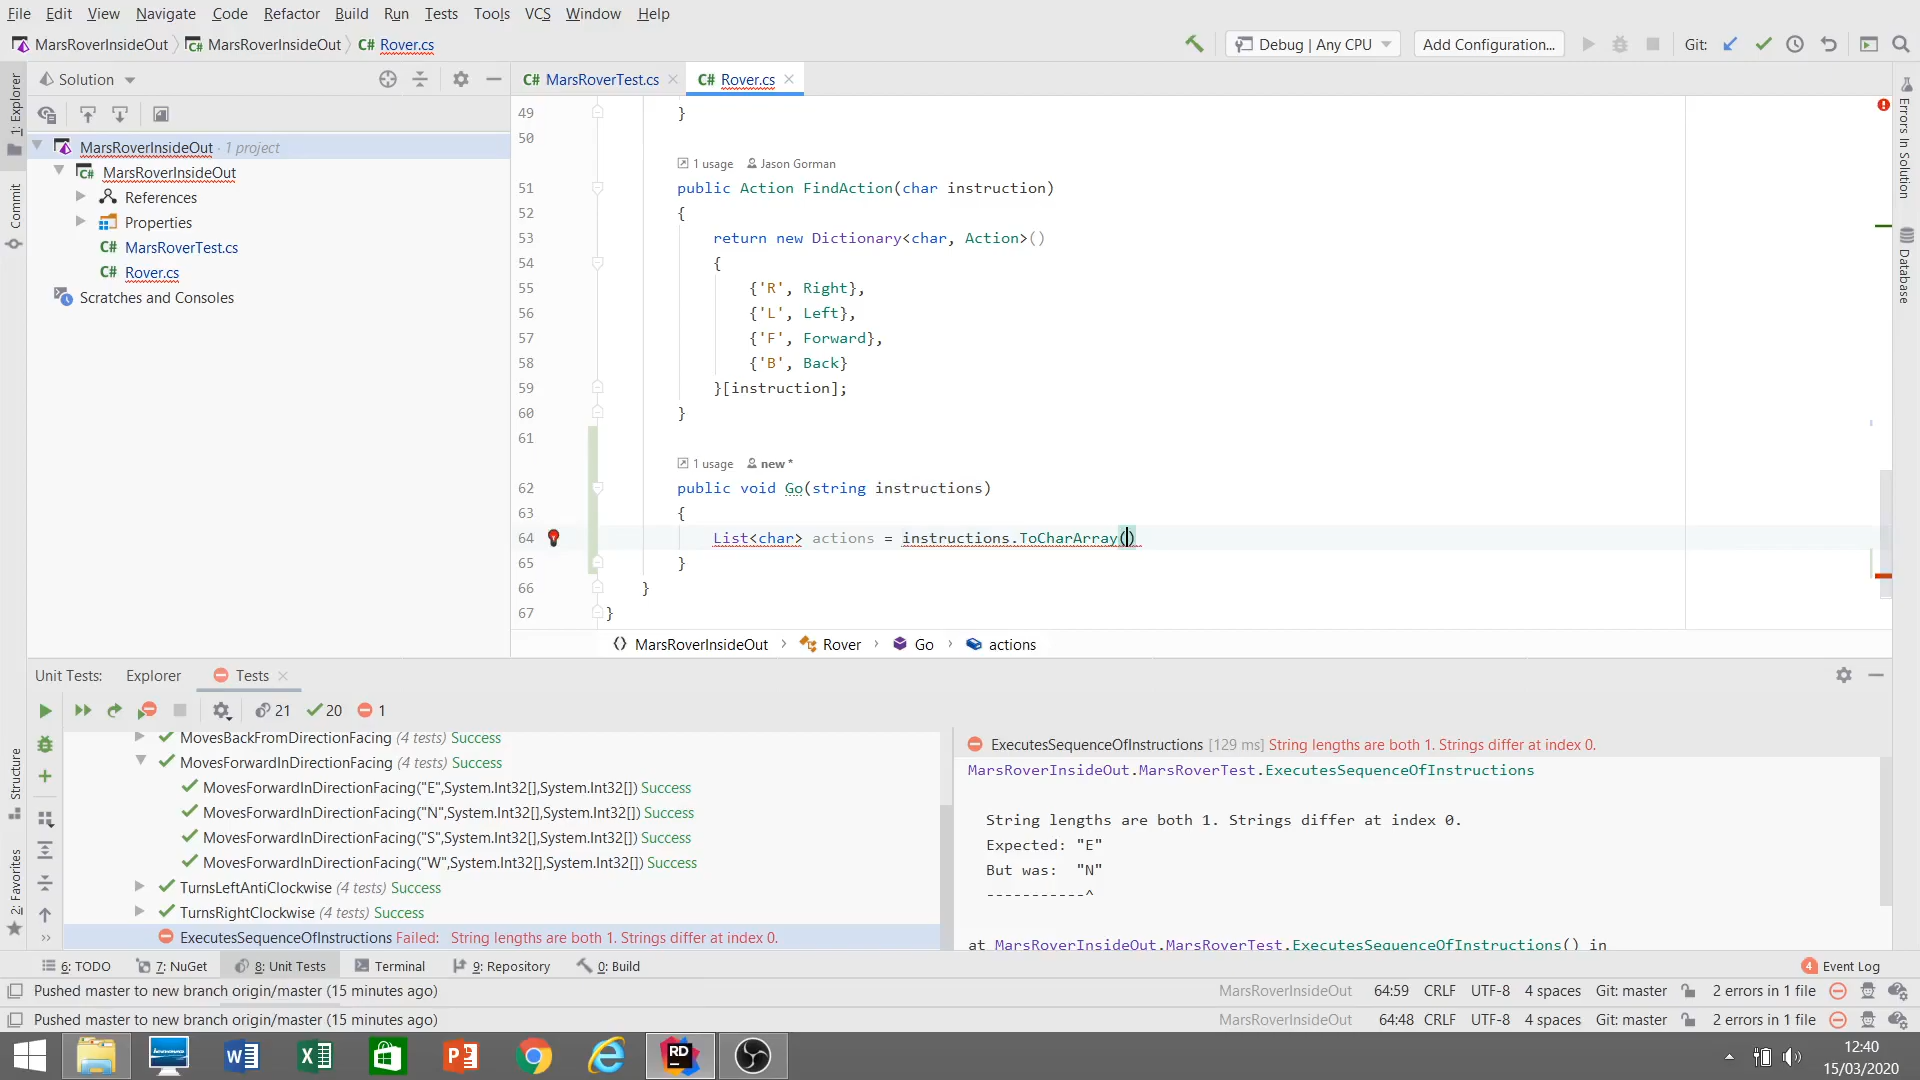 File Edit View Navigate Code Refactor Build Run Tests Tools VCS Window Help
MarsRoverInsideOut MarsRoverInsideOut C# Rover.cs Debug | Any CPU Add Configuration... Git:
Solution
C# MarsRoverTest.cs C# Rover.cs
1: Explorer
Commit
Structure
2: Favorites
MarsRoverInsideOut · 1 project
C# MarsRoverInsideOut
References
Properties
C# MarsRoverTest.cs
C# Rover.cs
Scratches and Consoles
49 }
50
1 usage Jason Gorman
51 public Action FindAction(char instruction)
52 {
53 return new Dictionary<char, Action>()
54 {
55 {'R', Right},
56 {'L', Left},
57 {'F', Forward},
58 {'B', Back}
59 }[instruction];
60 }
61
1 usage new *
62 public void Go(string instructions)
63 {
64 List<char> actions = instructions.ToCharArray()
65 }
66 }
67 }
Errors In Solution
Database
MarsRoverInsideOut › Rover › Go › actions
Unit Tests: Explorer Tests
21 20 1
MovesBackFromDirectionFacing (4 tests) Success
MovesForwardInDirectionFacing (4 tests) Success
MovesForwardInDirectionFacing("E",System.Int32[],System.Int32[]) Success
MovesForwardInDirectionFacing("N",System.Int32[],System.Int32[]) Success
MovesForwardInDirectionFacing("S",System.Int32[],System.Int32[]) Success
MovesForwardInDirectionFacing("W",System.Int32[],System.Int32[]) Success
TurnsLeftAntiClockwise (4 tests) Success
TurnsRightClockwise (4 tests) Success
ExecutesSequenceOfInstructions Failed: String lengths are both 1. Strings differ at index 0.
ExecutesSequenceOfInstructions [129 ms] String lengths are both 1. Strings differ at index 0.
MarsRoverInsideOut.MarsRoverTest.ExecutesSequenceOfInstructions
String lengths are both 1. Strings differ at index 0.
Expected: "E"
But was: "N"
-----------^
at MarsRoverInsideOut.MarsRoverTest.ExecutesSequenceOfInstructions() in
6: TODO 7: NuGet 8: Unit Tests Terminal 9: Repository 0: Build 4 Event Log
Pushed master to new branch origin/master (15 minutes ago) MarsRoverInsideOut 64:59 CRLF UTF-8 4 spaces Git: master 2 errors in 1 file
Pushed master to new branch origin/master (15 minutes ago) MarsRoverInsideOut 64:48 CRLF UTF-8 4 spaces Git: master 2 errors in 1 file
12:40
15/03/2020